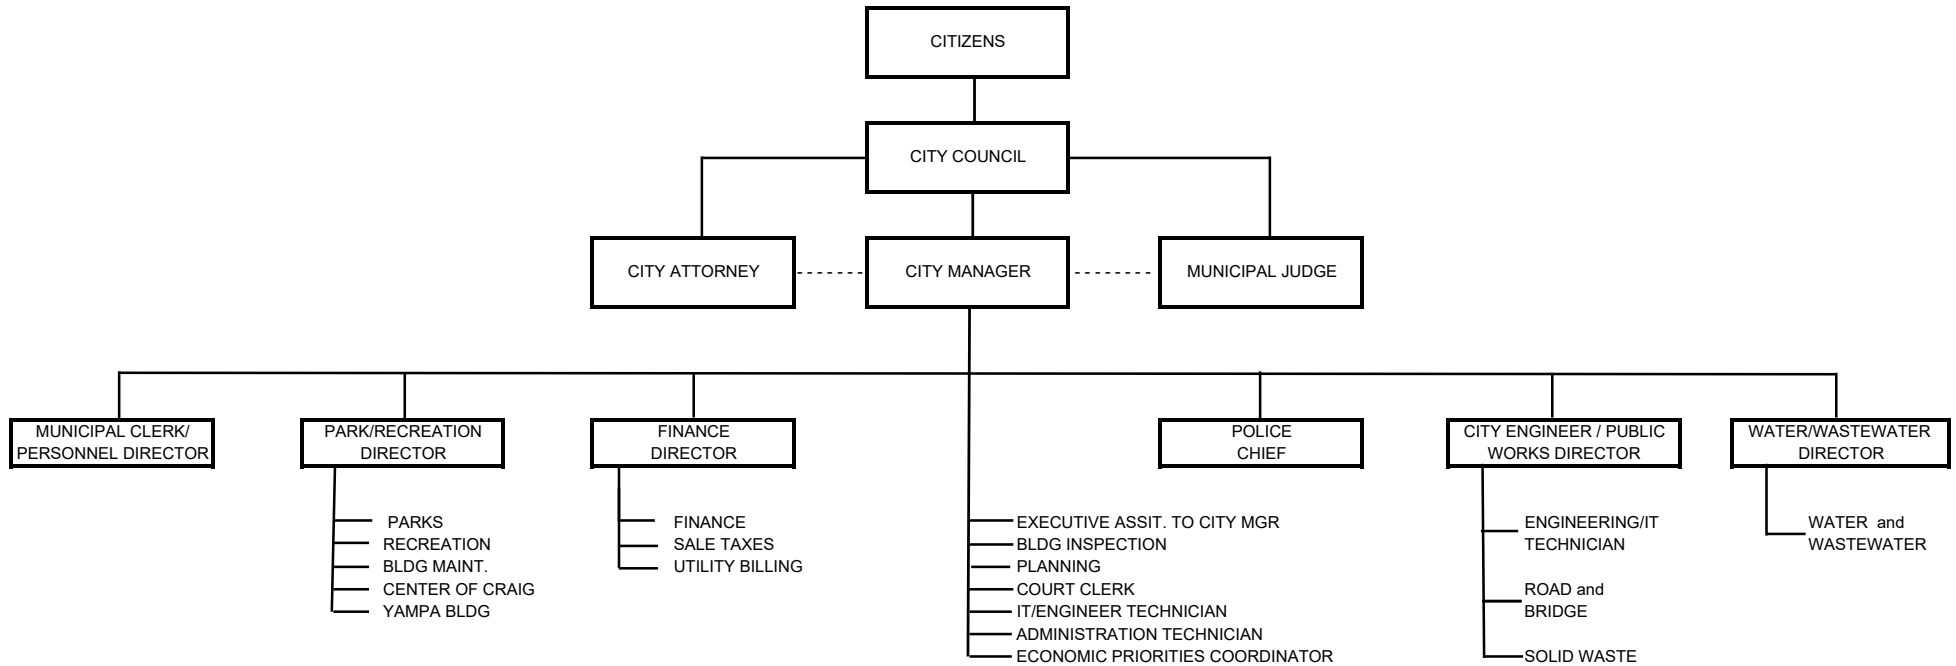 CITIZENS
CITY COUNCIL
CITY ATTORNEY
CITY MANAGER
MUNICIPAL JUDGE
MUNICIPAL CLERK/
PERSONNEL DIRECTOR
PARK/RECREATION
DIRECTOR
FINANCE
DIRECTOR
POLICE
CHIEF
CITY ENGINEER / PUBLIC
WORKS DIRECTOR
WATER/WASTEWATER
DIRECTOR
PARKS
RECREATION
BLDG MAINT.
CENTER OF CRAIG
YAMPA BLDG
FINANCE
SALE TAXES
UTILITY BILLING
EXECUTIVE ASSIT. TO CITY MGR
BLDG INSPECTION
PLANNING
COURT CLERK
IT/ENGINEER TECHNICIAN
ADMINISTRATION TECHNICIAN
ECONOMIC PRIORITIES COORDINATOR
ENGINEERING/IT
TECHNICIAN
ROAD and
BRIDGE
SOLID WASTE
WATER and
WASTEWATER